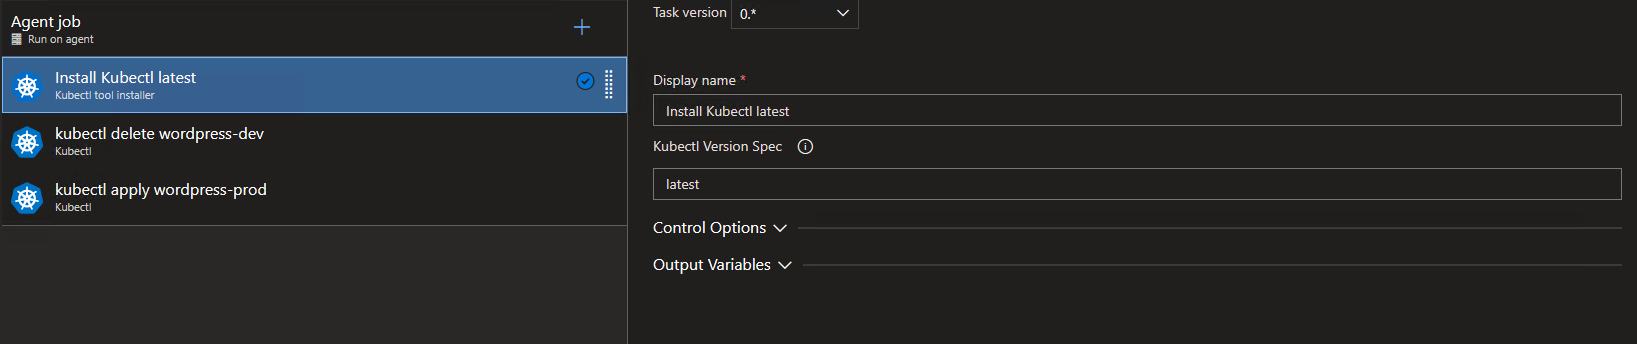 Agent job
Run on agent
Install Kubectl latest
Kubectl tool installer
kubectl delete wordpress-dev
Kubectl
kubectl apply wordpress-prod
Kubectl
Task version 0.*
Display name *
Install Kubectl latest
Kubectl Version Spec
latest
Control Options
Output Variables